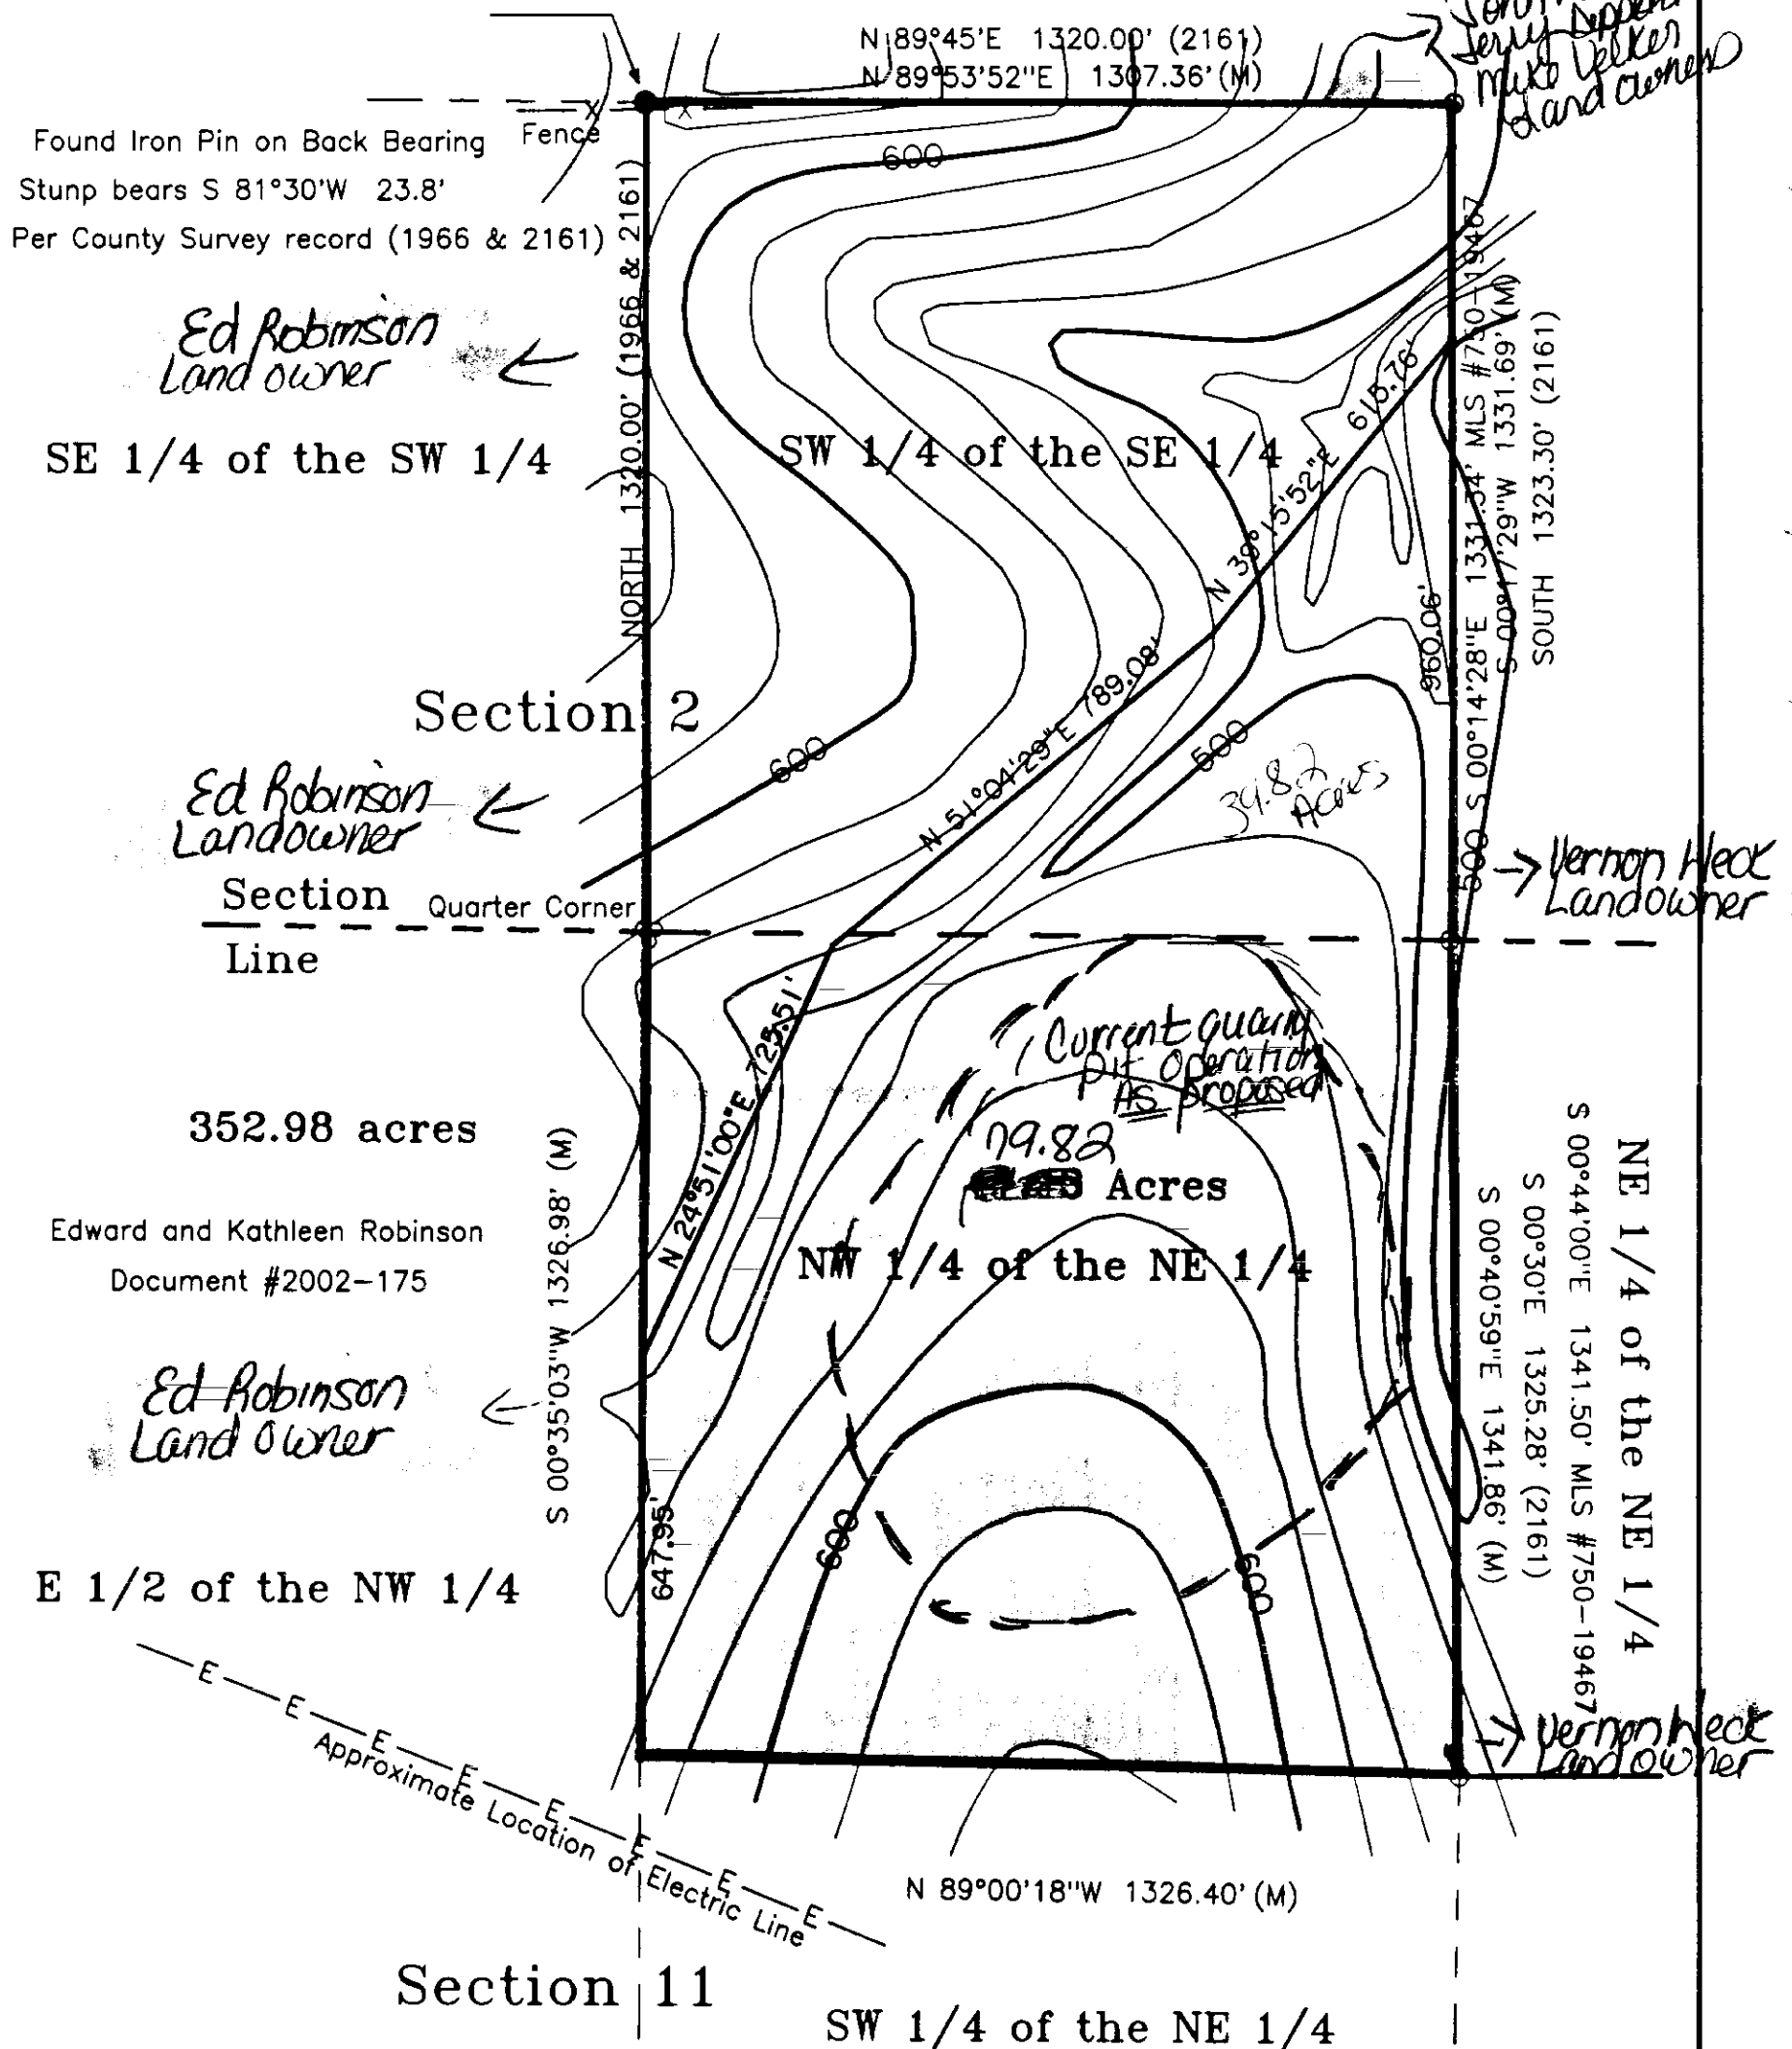 N 89°45'E 1320.00' (2161)
N 89°53'52"E 1307.36' (M)
Jerry
Mike Velker
Land owners
Found Iron Pin on Back Bearing
Stunp bears S 81°30'W 23.8'
Per County Survey record (1966 & 2161)
Fence
X
X
600
NORTH 1320.00' (1966 & 2161)
Ed Robinson
Land owner
SE 1/4 of the SW 1/4
SW 1/4 of the SE 1/4
N 39°15'52"E 615.76'
S 00°14'28"E 1331.54' MLS #750-19467
S 00°17'29"W 1331.69' (M)
SOUTH 1323.30' (2161)
960.06'
Section 2
N 51°04'29"E 789.08'
600
500
34.82
Acres
500
Ed Robinson
Landowner
Vernon Heck
Landowner
Section
Line
Quarter Corner
N 24°51'00"E 725.51'
Current quarry
pit operation
AS proposed
352.98 acres
79.82
Acres
Edward and Kathleen Robinson
Document #2002-175
NW 1/4 of the NE 1/4
S 00°35'03"W 1326.98' (M)
NE 1/4 of the NE 1/4
S 00°44'00"E 1341.50' MLS #750-19467
S 00°30'E 1325.28' (2161)
S 00°40'59"E 1341.86' (M)
Ed Robinson
Land Owner
647.95'
600
600
E 1/2 of the NW 1/4
Vernon Heck
Land Owner
E E E E E E E E
Approximate Location of Electric Line
N 89°00'18"W 1326.40' (M)
Section 11
SW 1/4 of the NE 1/4